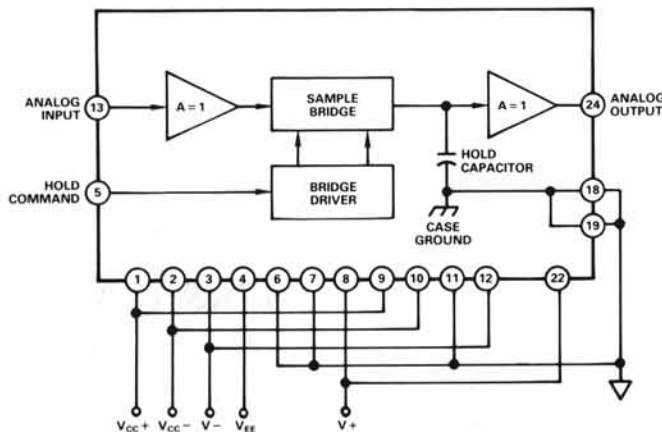 ANALOG
INPUT
13
A = 1
SAMPLE
BRIDGE
A = 1
24
ANALOG
OUTPUT
HOLD
CAPACITOR
HOLD
COMMAND
5
BRIDGE
DRIVER
CASE
GROUND
18
19
1 2 3 4 6 7 8 9 10 11 12 22
VCC+ VCC− V− VEE V+